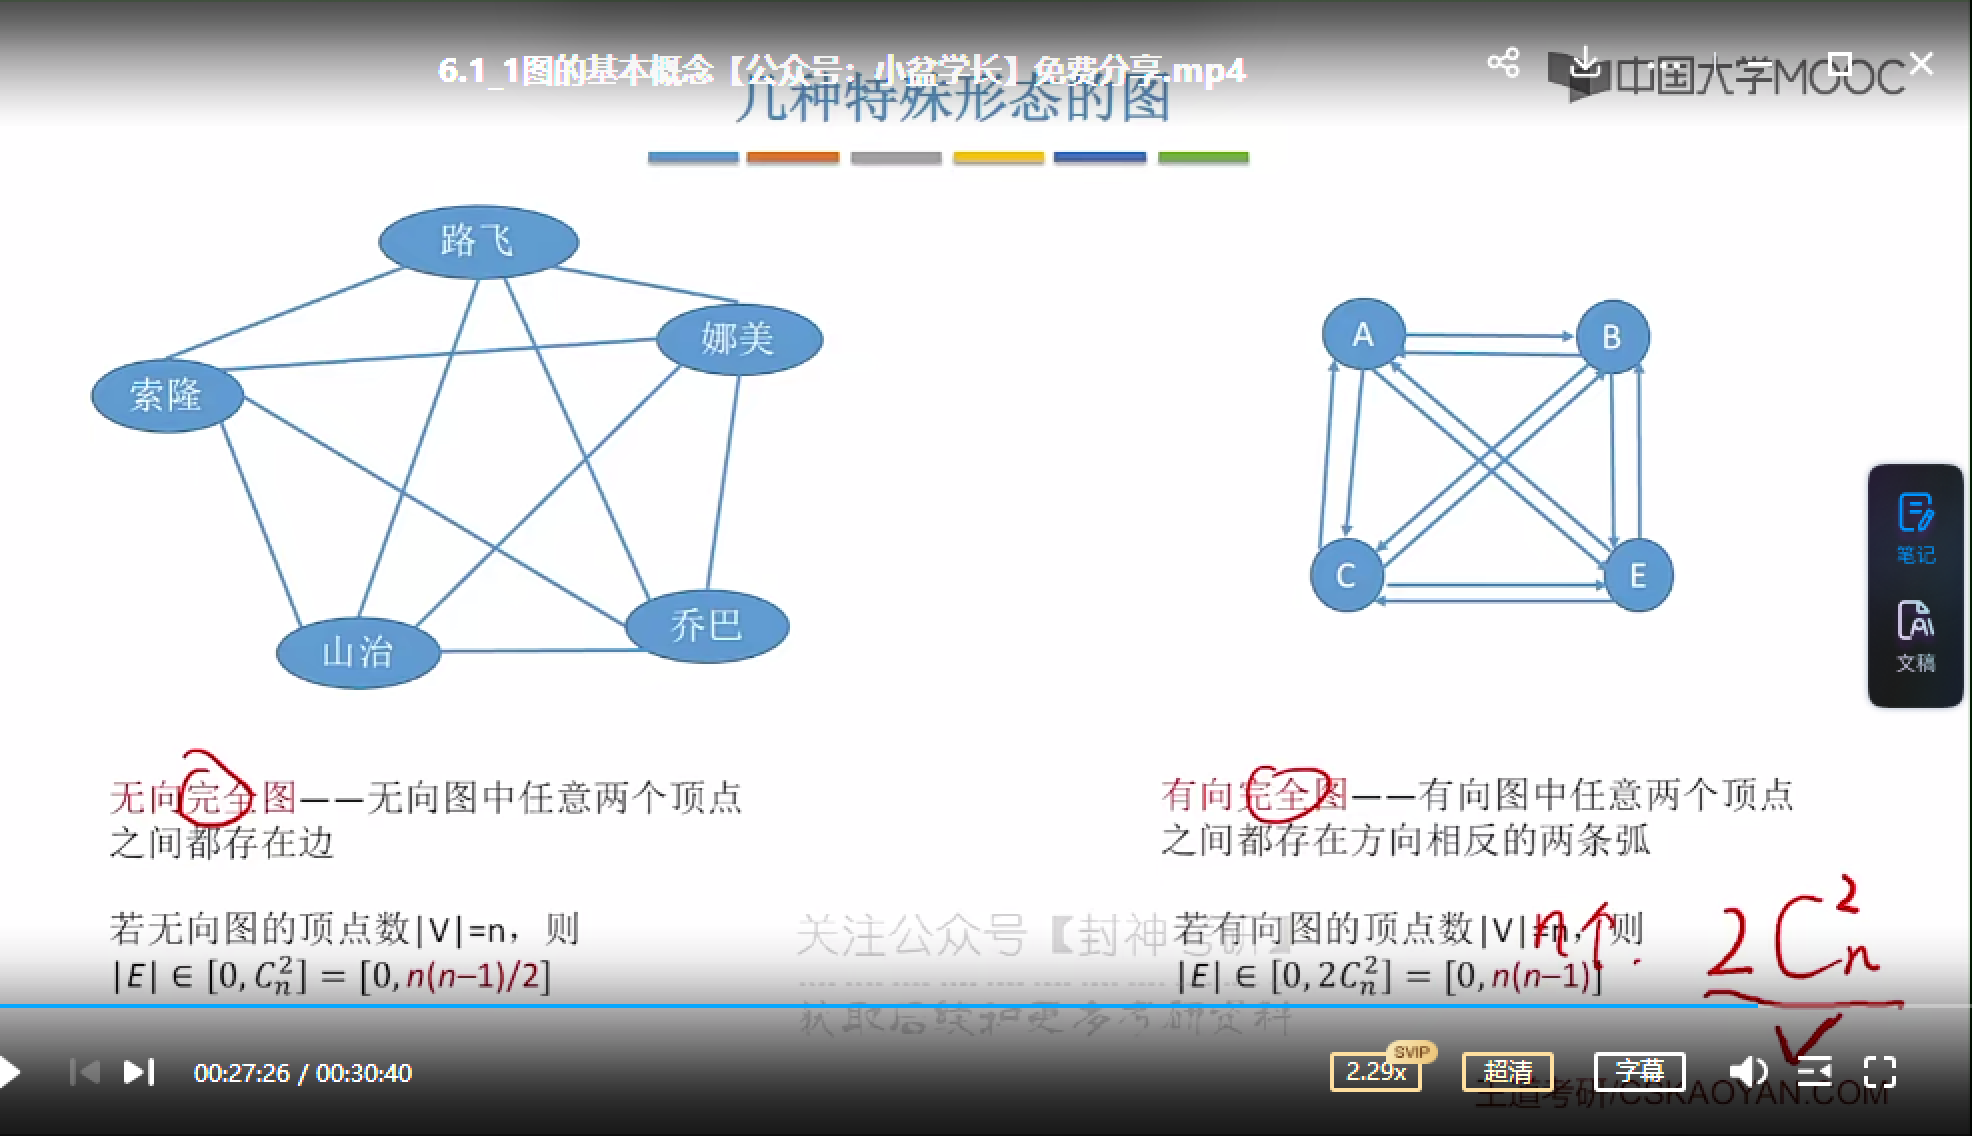 6.1_1图的基本概念【公众号：小盆学长】免费分享.mp4
中国大学MOOC
几种特殊形态的图
路飞
娜美
索隆
山治
乔巴
A
B
C
E
笔记
文稿
无向完全图——无向图中任意两个顶点
之间都存在边
若无向图的顶点数|V|=n，则
|E| ∈ [0, C_n^2] = [0, n(n−1)/2]
有向完全图——有向图中任意两个顶点
之间都存在方向相反的两条弧
若有向图的顶点数|V|=n，则
|E| ∈ [0, 2C_n^2] = [0, n(n−1)]
n个
2C_n^2
关注公众号【封神考研】
获取后续和更多考研资料
00:27:26 / 00:30:40
SVIP
2.29x
超清
字幕
王道考研/CSKAOYAN.COM